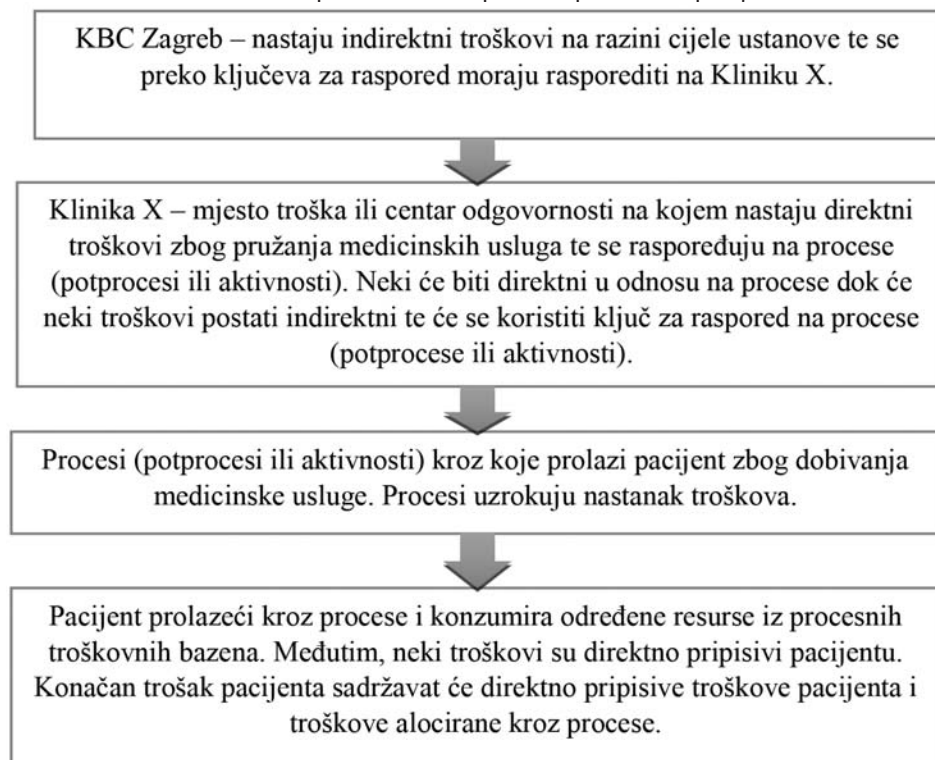 KBC Zagreb – nastaju indirektni troškovi na razini cijele ustanove te se
preko ključeva za raspored moraju rasporediti na Kliniku X.
Klinika X – mjesto troška ili centar odgovornosti na kojem nastaju direktni
troškovi zbog pružanja medicinskih usluga te se raspoređuju na procese
(potprocesi ili aktivnosti). Neki će biti direktni u odnosu na procese dok će
neki troškovi postati indirektni te će se koristiti ključ za raspored na procese
(potprocese ili aktivnosti).
Procesi (potprocesi ili aktivnosti) kroz koje prolazi pacijent zbog dobivanja
medicinske usluge. Procesi uzrokuju nastanak troškova.
Pacijent prolazeći kroz procese i konzumira određene resurse iz procesnih
troškovnih bazena. Međutim, neki troškovi su direktno pripisivi pacijentu.
Konačan trošak pacijenta sadržavat će direktno pripisive troškove pacijenta i
troškove alocirane kroz procese.